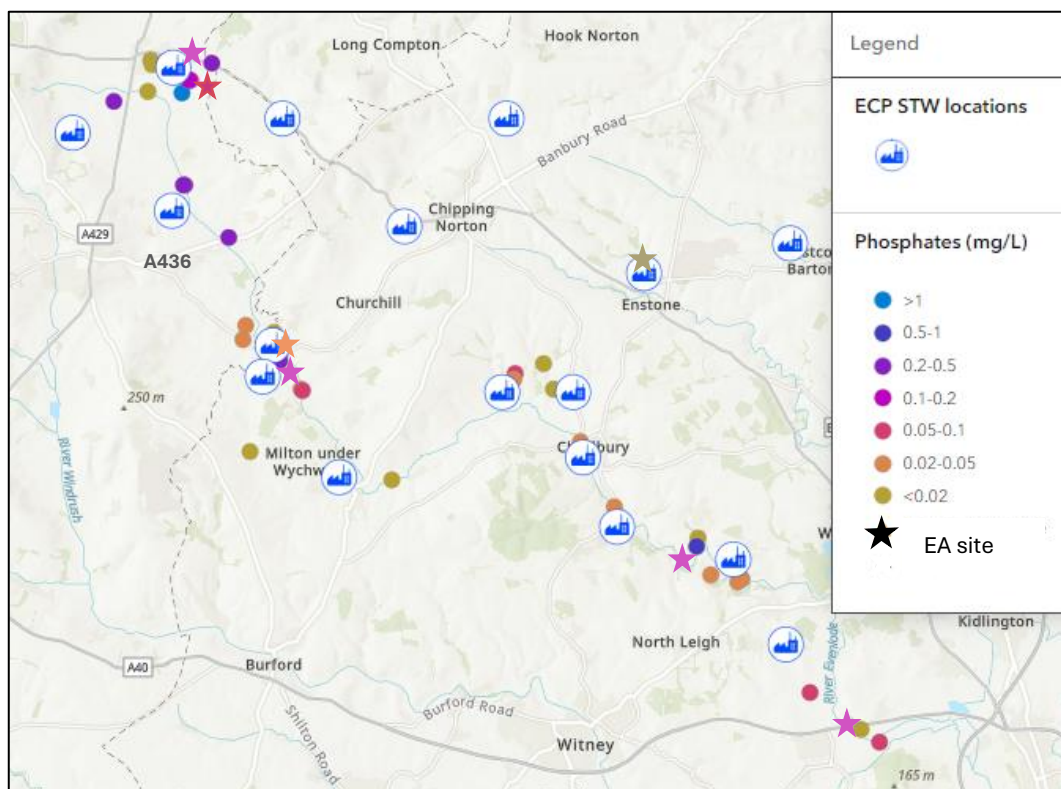 Hook Norton
Long Compton
Banbury Road
Chipping
Norton
A429
A436
Barton
Enstone
Churchill
250 m
River Windrush
Milton under
North Leigh
River Evenlode
Kidlington
A40
Burford
Burford Road
Shilton Road
Witney
165 m
Legend
ECP STW locations
Phosphates (mg/L)
>1
0.5-1
0.2-0.5
0.1-0.2
0.05-0.1
0.02-0.05
<0.02
EA site